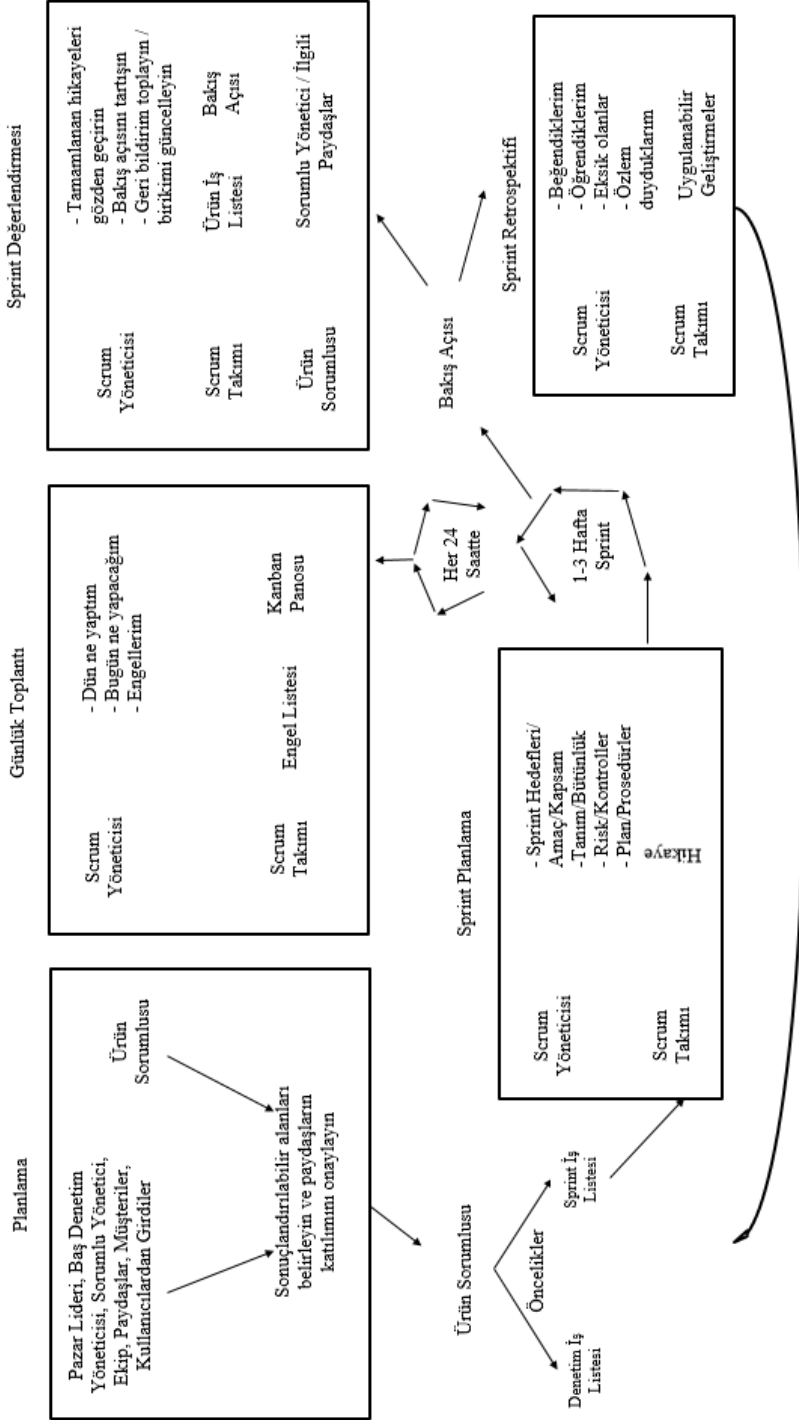 Planlama
Pazar Lideri, Baş Denetim
Yöneticisi, Sorumlu Yönetici,
Ekip, Paydaşlar, Müşteriler,
Kullanıcılardan Girdiler
Ürün
Sorumlusu
Sonuçlandırılabilir alanları
belirleyin ve paydaşların
katılımını onaylayın
Günlük Toplantı
Scrum
Yöneticisi
- Dün ne yaptım
- Bugün ne yapacağım
- Engellerim
Scrum
Takımı
Engel Listesi
Kanban
Panosu
Sprint Değerlendirmesi
Scrum
Yöneticisi
- Tamamlanan hikayeleri
gözden geçirin
- Bakış açısını tartışın
- Geri bildirim toplayın /
birikimi güncelleyin
Scrum
Takımı
Ürün İş
Listesi
Bakış
Açısı
Ürün
Sorumlusu
Sorumlu Yönetici / İlgili
Paydaşlar
Ürün Sorumlusu
Öncelikler
Denetim İş
Listesi
Sprint İş
Listesi
Sprint Planlama
Scrum
Yöneticisi
- Sprint Hedefleri/
Amaç/Kapsam
- Tanım/Bütünlük
- Risk/Kontroller
- Plan/Prosedürler
Scrum
Takımı
Hikaye
Her 24
Saatte
1-3 Hafta
Sprint
Bakış Açısı
Sprint Retrospektifi
Scrum
Yöneticisi
- Beğendiklerim
- Öğrendiklerim
- Eksik olanlar
- Özlem
duyduklarım
Scrum
Takımı
Uygulanabilir
Geliştirmeler